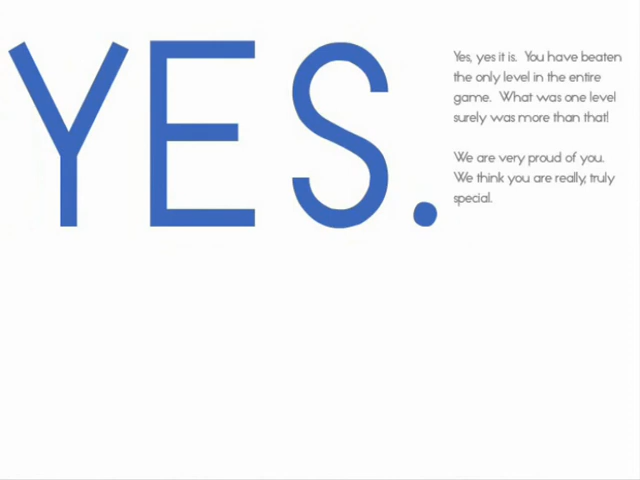 YES.
Yes, yes it is. You have beaten
the only level in the entire
game. What was one level
surely was more than that!
We are very proud of you.
We think you are really, truly
special.